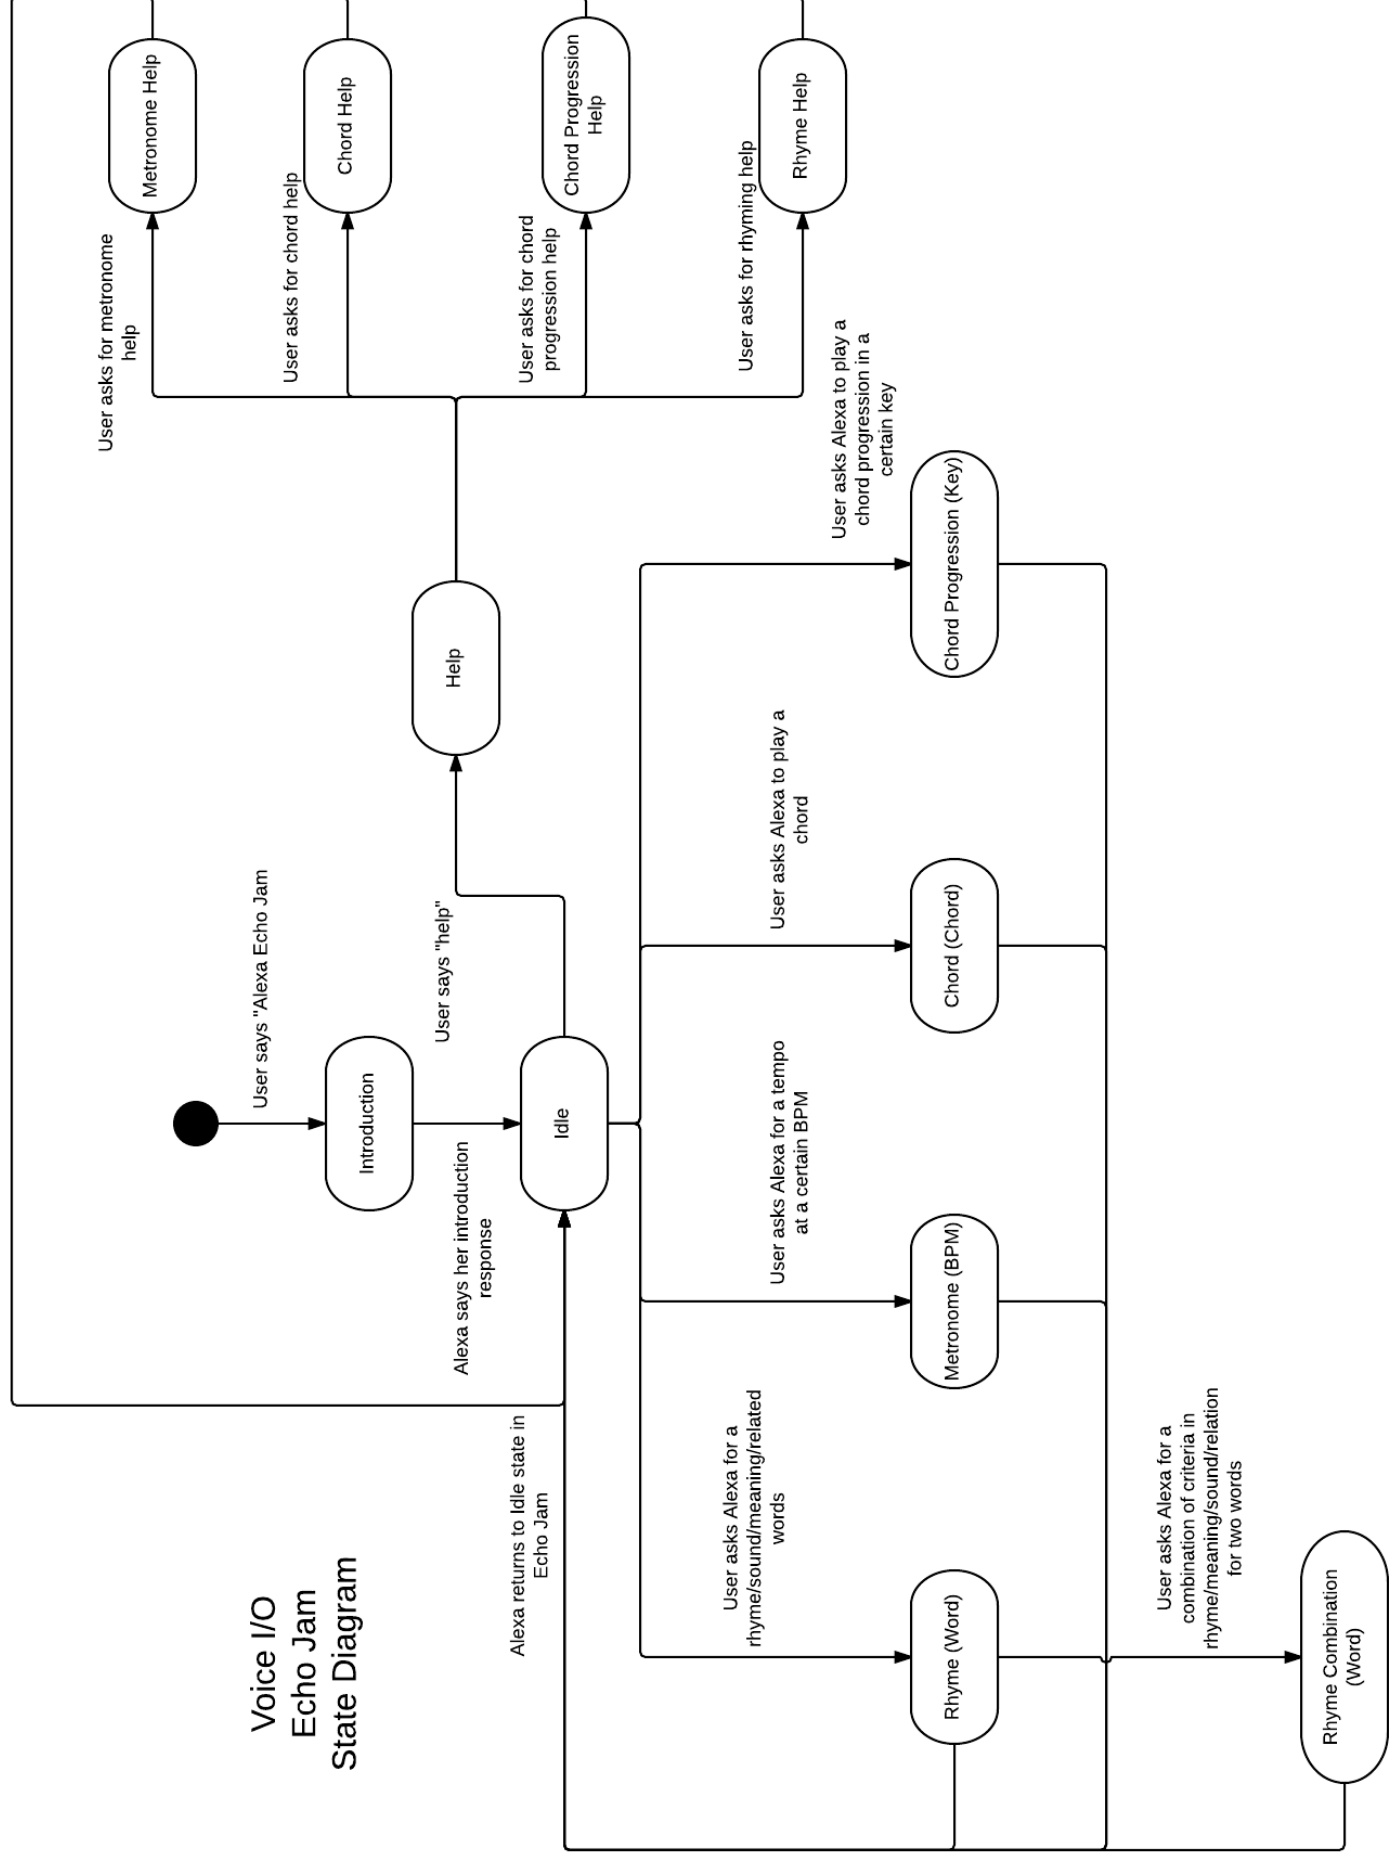 Voice I/O
Echo Jam
State Diagram
User says "Alexa Echo Jam
Introduction
Alexa says her introduction
response
Idle
Alexa returns to Idle state in
Echo Jam
User says "help"
Help
User asks for metronome
help
Metronome Help
User asks for chord help
Chord Help
User asks for chord
progression help
Chord Progression
Help
User asks for rhyming help
Rhyme Help
User asks Alexa for a
rhyme/sound/meaning/related
words
Rhyme (Word)
User asks Alexa for a tempo
at a certain BPM
Metronome (BPM)
User asks Alexa to play a
chord
Chord (Chord)
User asks Alexa to play a
chord progression in a
certain key
Chord Progression (Key)
User asks Alexa for a
combination of criteria in
rhyme/meaning/sound/relation
for two words
Rhyme Combination
(Word)